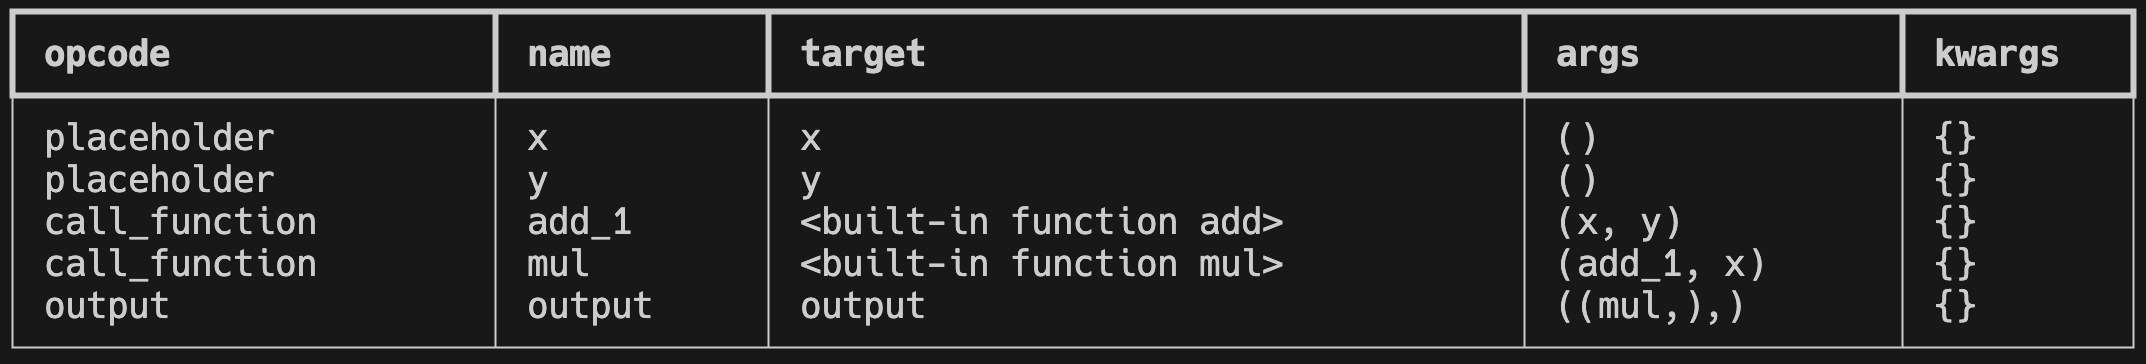 opcode name target args kwargs
placeholder x x () {}
placeholder y y () {}
call_function add_1 <built-in function add> (x, y) {}
call_function mul <built-in function mul> (add_1, x) {}
output output output ((mul,),) {}